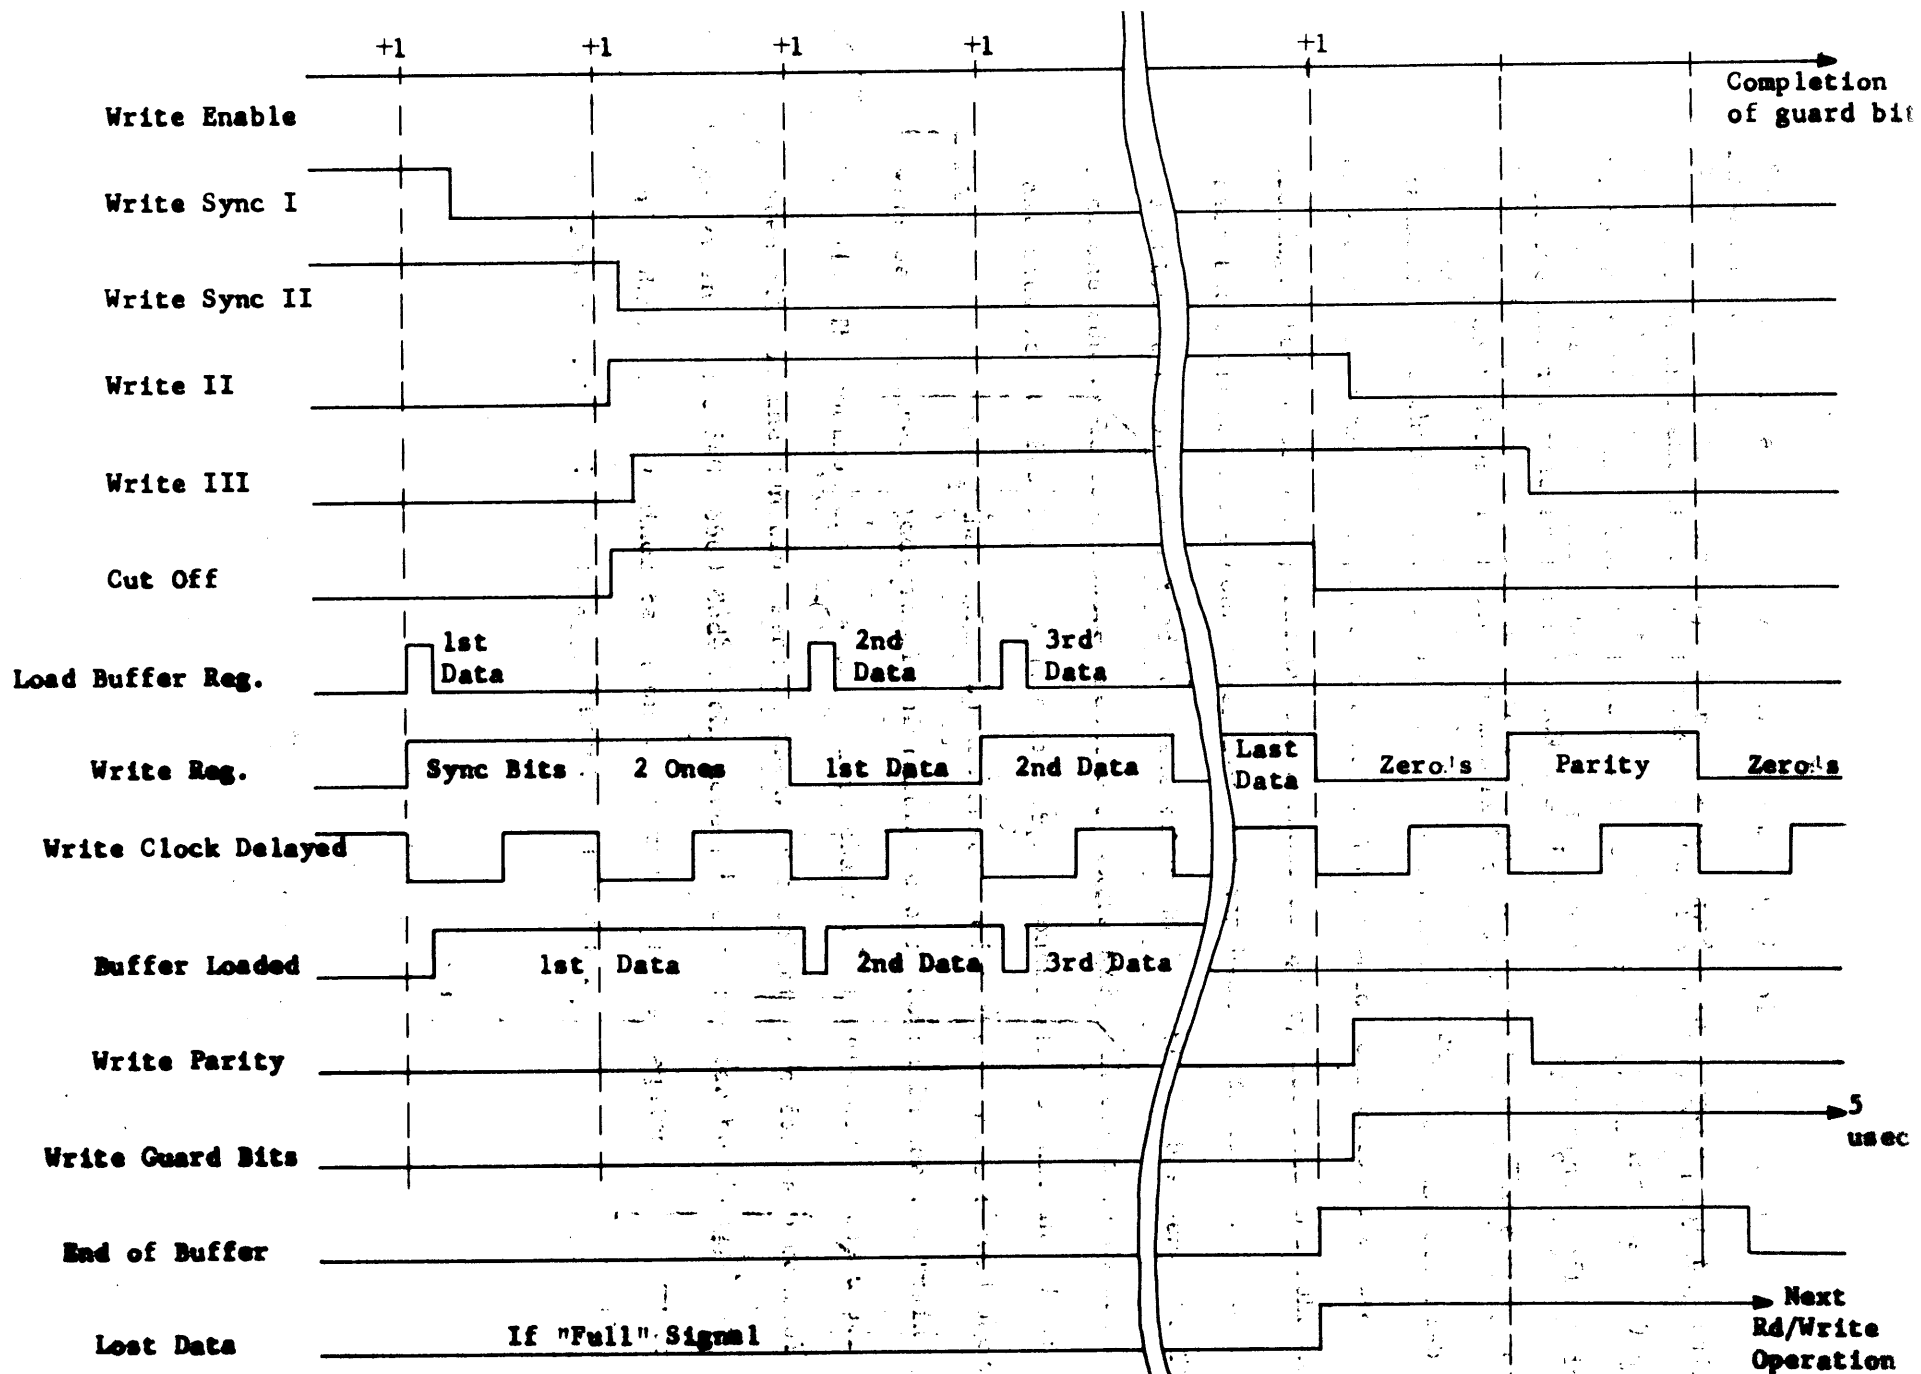 +1 +1 +1 +1 +1
Completion
of guard bit
Write Enable
Write Sync I
Write Sync II
Write II
Write III
Cut Off
Load Buffer Reg.
1st
Data
2nd
Data
3rd
Data
Write Reg.
Sync Bits
2 Ones
1st Data
2nd Data
Last
Data
Zero's
Parity
Zero's
Write Clock Delayed
Buffer Loaded
1st Data
2nd Data
3rd Data
Write Parity
Write Guard Bits
5
usec
End of Buffer
Lost Data
If "Full" Signal
Next
Rd/Write
Operation